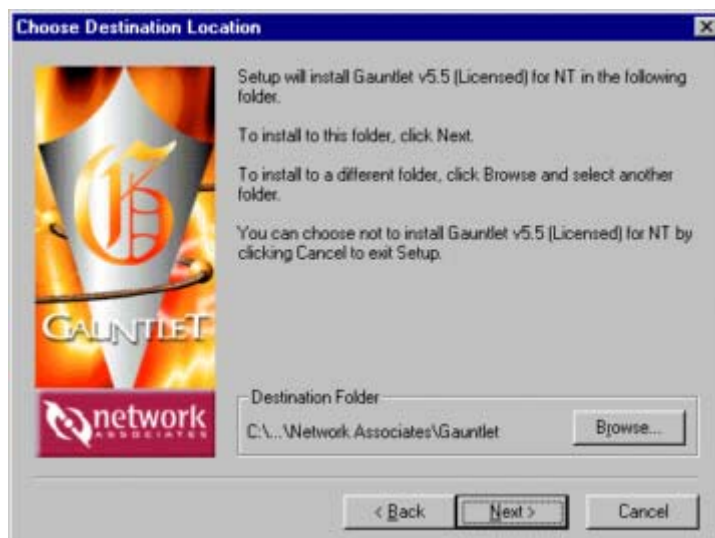 Choose Destination Location
Setup will install Gauntlet v5.5 (Licensed) for NT in the following
folder.
To install to this folder, click Next.
To install to a different folder, click Browse and select another
folder.
You can choose not to install Gauntlet v5.5 (Licensed) for NT by
clicking Cancel to exit Setup.
G
GAUNTLET
network
ASSOCIATES
Destination Folder
C:\...\Network Associates\Gauntlet
Browse...
< Back
Next >
Cancel